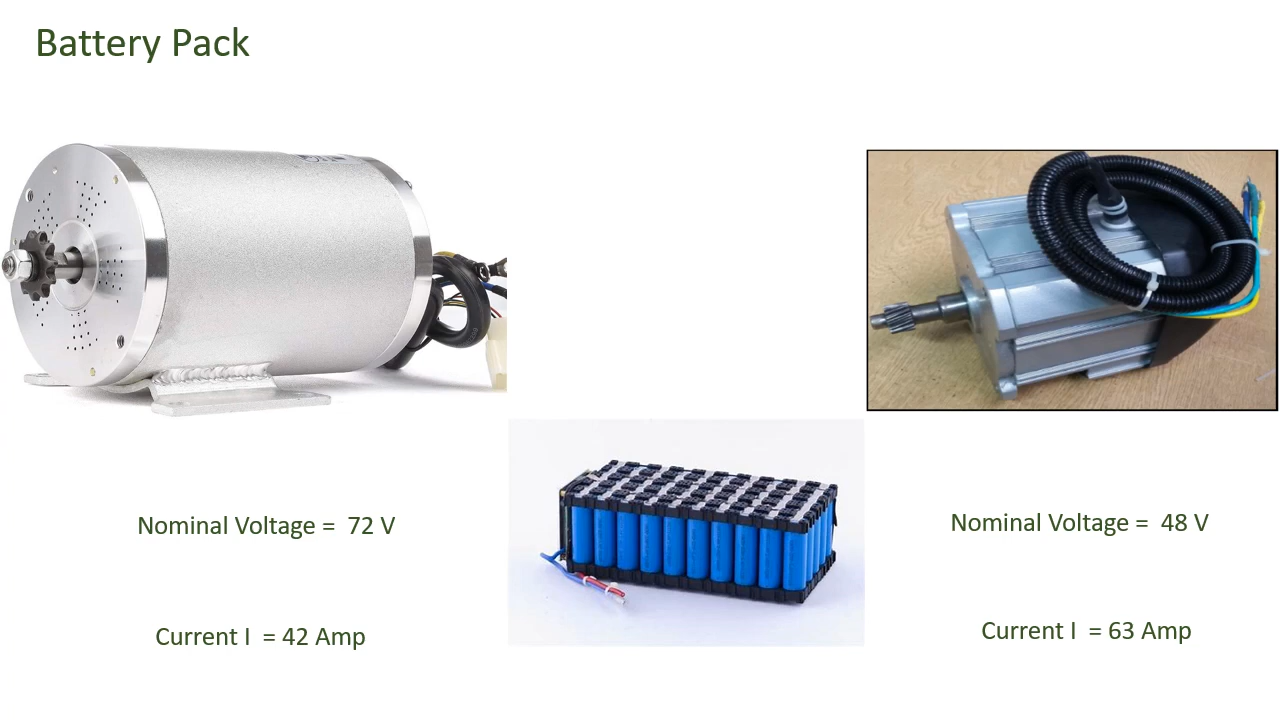 Battery Pack
Nominal Voltage =  72 V
Nominal Voltage =  48 V
Current I  = 42 Amp
Current I  = 63 Amp